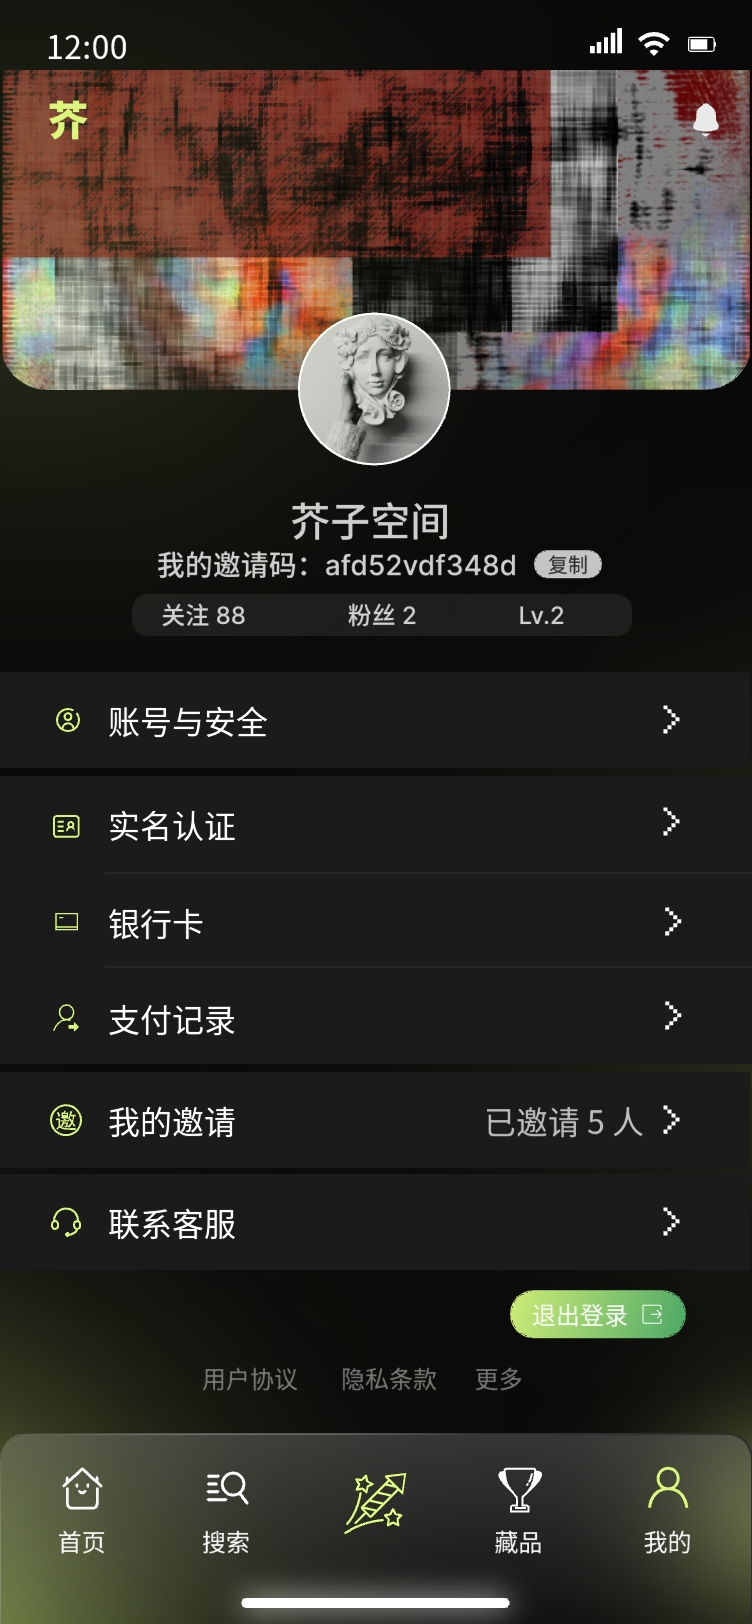 12:00
芥
芥子空间
我的邀请码：afd52vdf348d 复制
关注 88 粉丝 2 Lv.2
账号与安全
实名认证
银行卡
支付记录
邀 我的邀请 已邀请 5 人
联系客服
退出登录
用户协议 隐私条款 更多
首页 搜索 藏品 我的